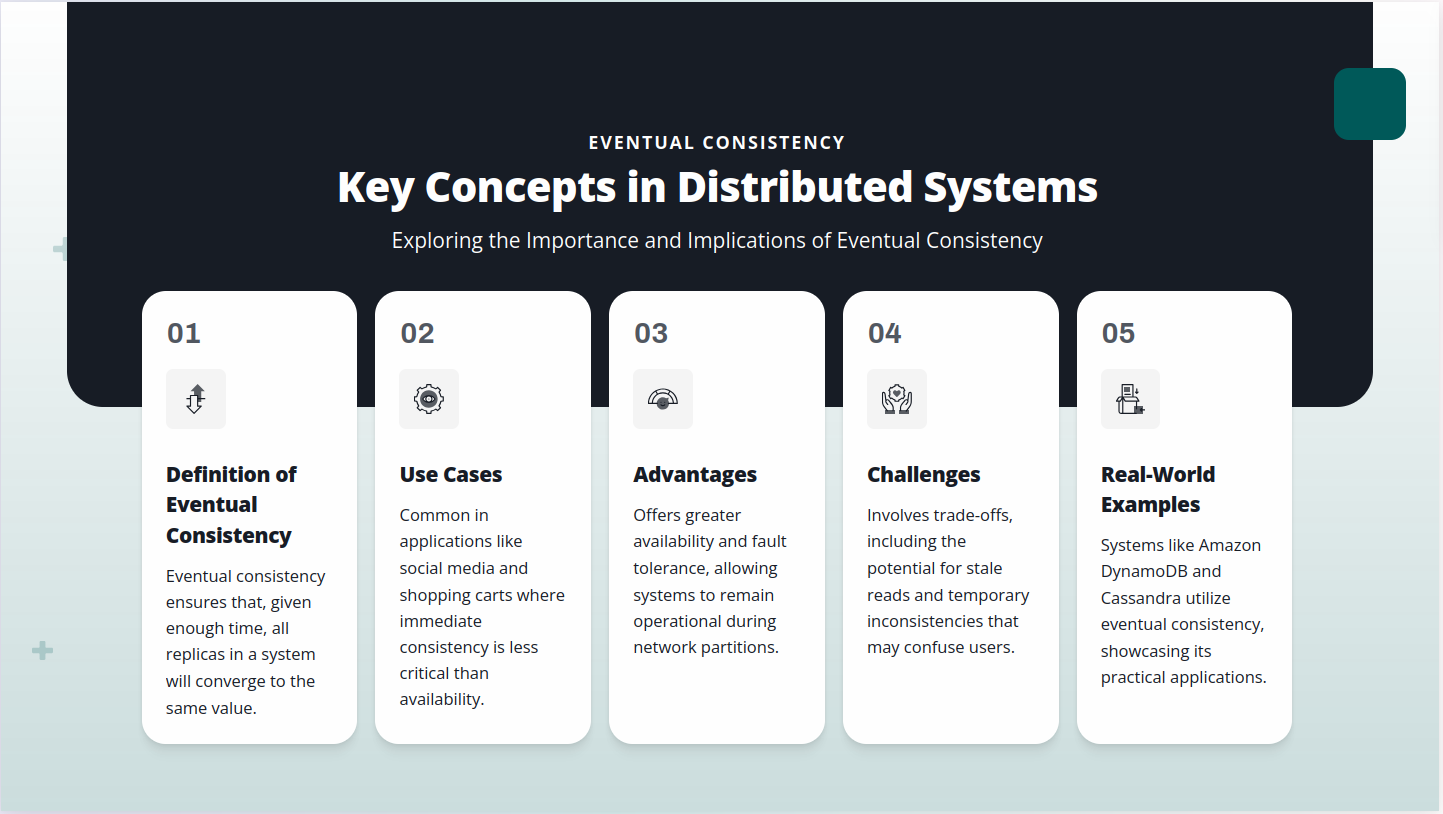 EVENTUAL CONSISTENCY
Key Concepts in Distributed Systems
Exploring the Importance and Implications of Eventual Consistency
01
Definition of
Eventual
Consistency
Eventual consistency
ensures that, given
enough time, all
replicas in a system
will converge to the
same value.
02
Use Cases
Common in
applications like
social media and
shopping carts where
immediate
consistency is less
critical than
availability.
03
Advantages
Offers greater
availability and fault
tolerance, allowing
systems to remain
operational during
network partitions.
04
Challenges
Involves trade-offs,
including the
potential for stale
reads and temporary
inconsistencies that
may confuse users.
05
Real-World
Examples
Systems like Amazon
DynamoDB and
Cassandra utilize
eventual consistency,
showcasing its
practical applications.